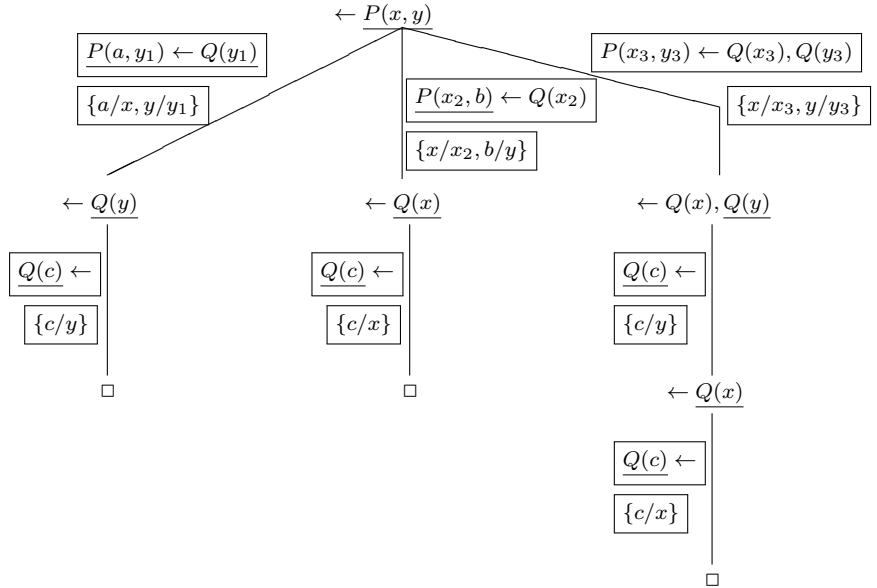 ← P(x, y)
P(a, y₁) ← Q(y₁)
P(x₃, y₃) ← Q(x₃), Q(y₃)
{a/x, y/y₁}
P(x₂, b) ← Q(x₂)
{x/x₃, y/y₃}
{x/x₂, b/y}
← Q(y)
← Q(x)
← Q(x), Q(y)
Q(c) ←
Q(c) ←
Q(c) ←
{c/y}
{c/x}
{c/y}
□
□
← Q(x)
Q(c) ←
{c/x}
□